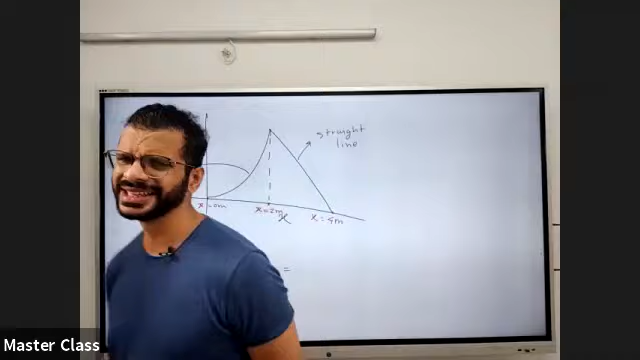 straight
line
x=0m
x=2m
x
x=4m
=
Master Class